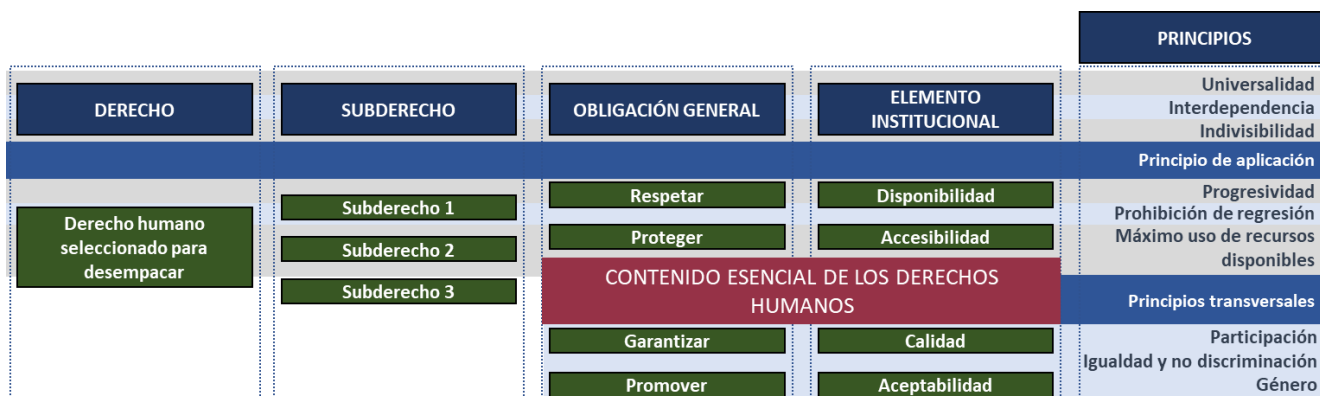 PRINCIPIOS
DERECHO
SUBDERECHO
OBLIGACIÓN GENERAL
ELEMENTO
INSTITUCIONAL
Universalidad
Interdependencia
Indivisibilidad
Principio de aplicación
Derecho humano
seleccionado para
desempacar
Subderecho 1
Subderecho 2
Subderecho 3
Respetar
Proteger
Disponibilidad
Accesibilidad
Progresividad
Prohibición de regresión
Máximo uso de recursos
disponibles
CONTENIDO ESENCIAL DE LOS DERECHOS
HUMANOS
Principios transversales
Garantizar
Promover
Calidad
Aceptabilidad
Participación
Igualdad y no discriminación
Género